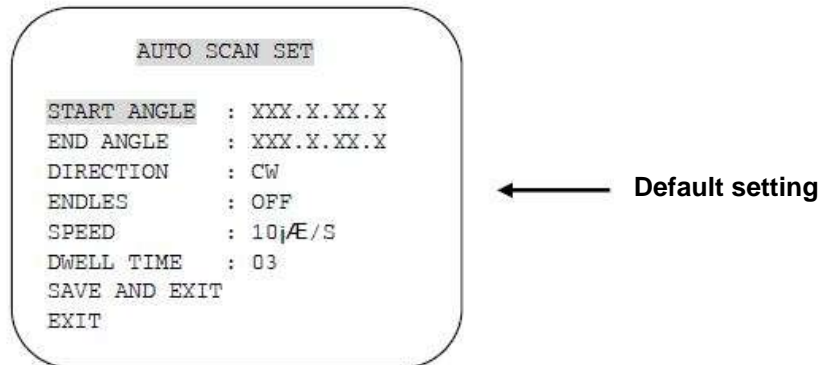 AUTO SCAN SET
START ANGLE : XXX.X.XX.X
END ANGLE : XXX.X.XX.X
DIRECTION : CW
ENDLES : OFF
SPEED : 10¡Æ/S
DWELL TIME : 03
SAVE AND EXIT
EXIT
Default setting